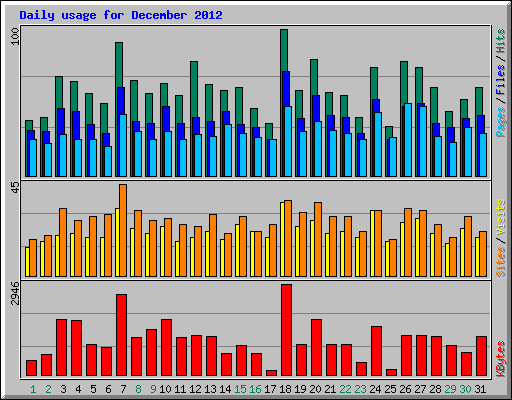 Daily usage for December 2012
100
Pages / Files / Hits
45
Sites / Visits
2946
KBytes
1 2 3 4 5 6 7 8 9 10 11 12 13 14 15 16 17 18 19 20 21 22 23 24 25 26 27 28 29 30 31